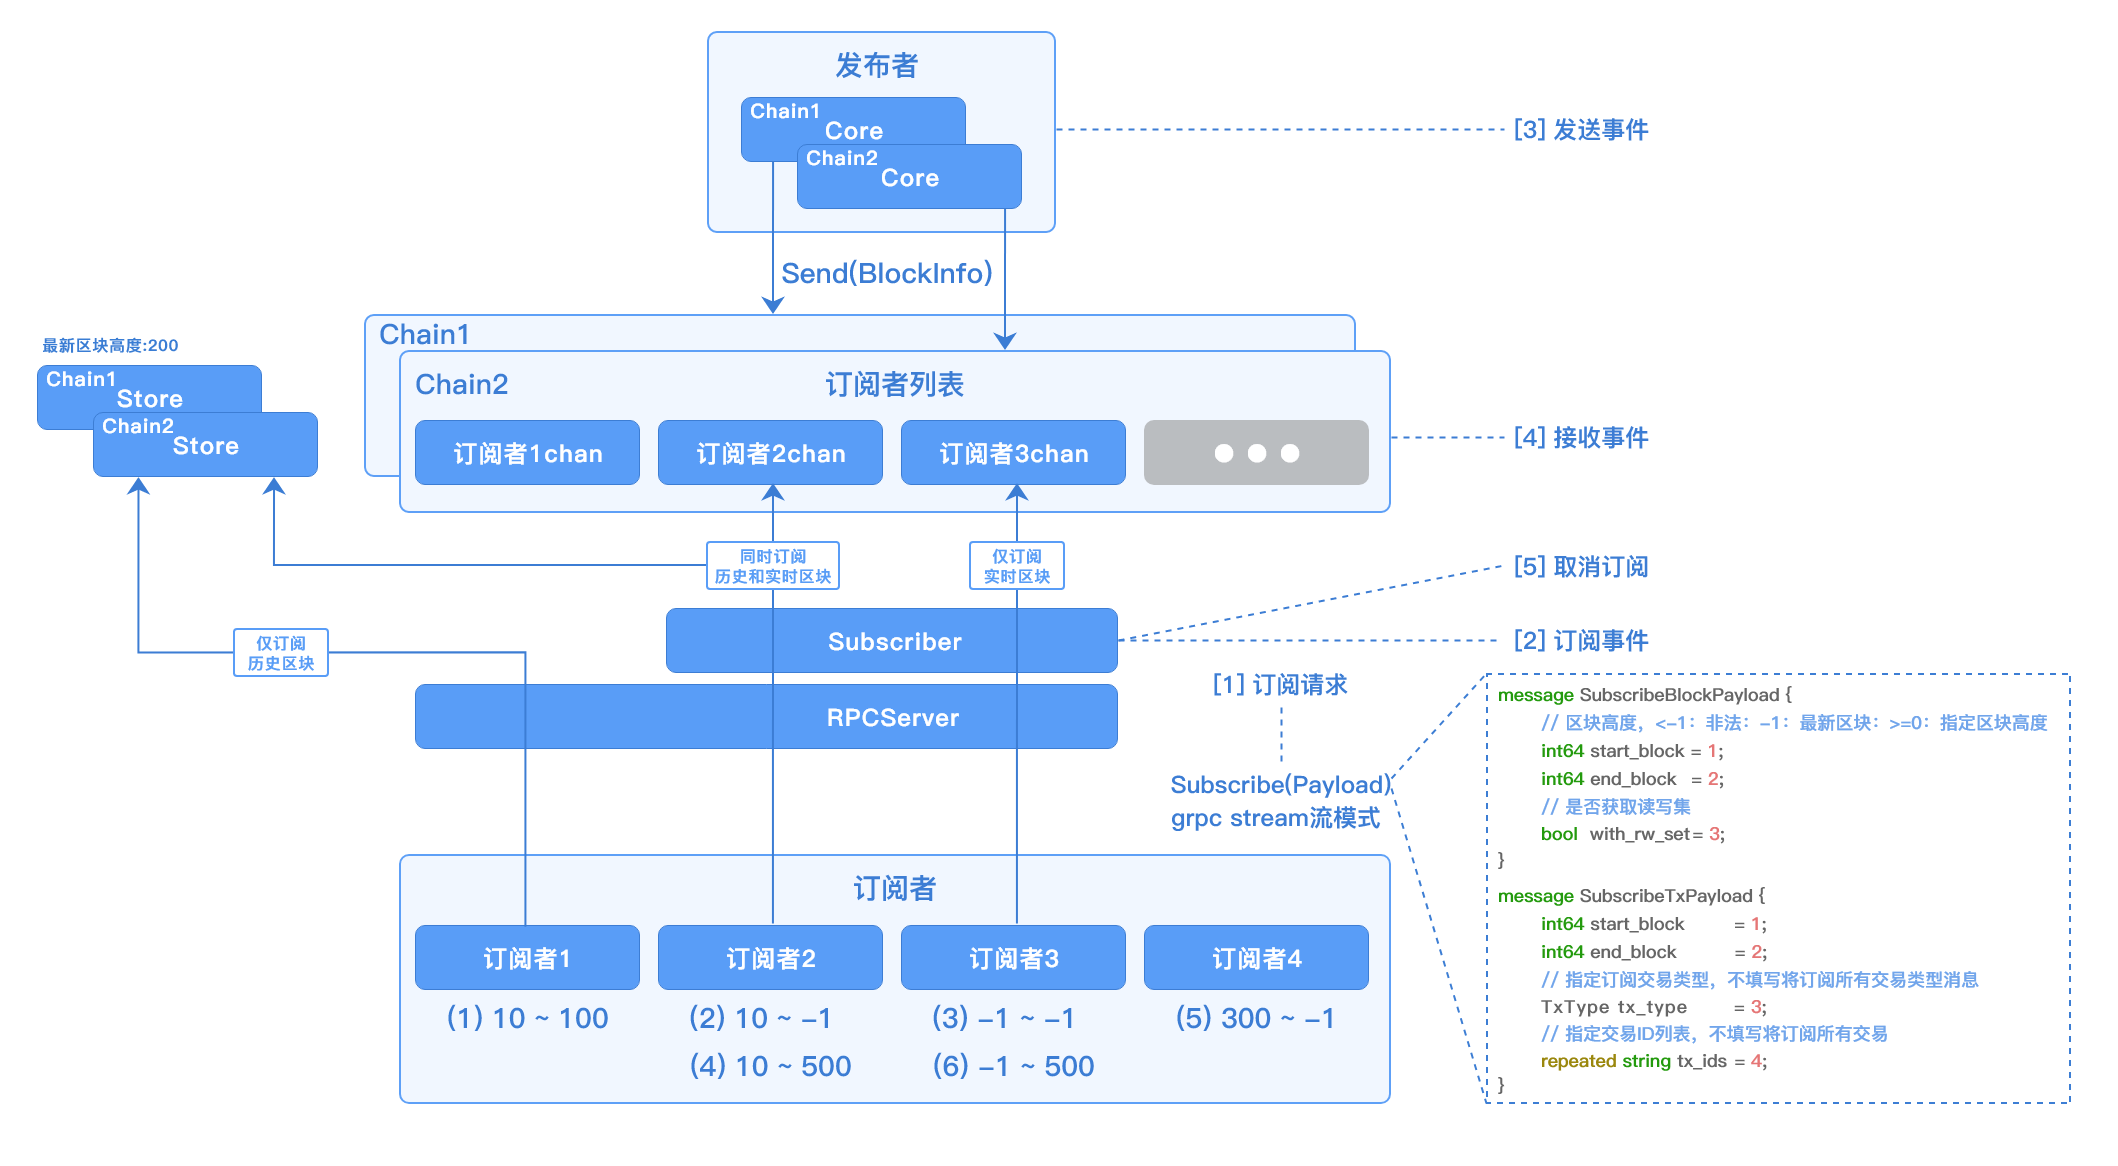 发布者
Chain1
Core
Chain2
Core
[3] 发送事件
Send(BlockInfo)
最新区块高度:200
Chain1
Store
Chain2
Store
Chain1
Chain2
订阅者列表
订阅者1chan
订阅者2chan
订阅者3chan
[4] 接收事件
同时订阅
历史和实时区块
仅订阅
实时区块
[5] 取消订阅
仅订阅
历史区块
Subscriber
[2] 订阅事件
RPCServer
[1] 订阅请求
Subscribe(Payload)
grpc stream流模式
message SubscribeBlockPayload {
// 区块高度，<-1：非法：-1：最新区块：>=0：指定区块高度
int64 start_block = 1;
int64 end_block = 2;
// 是否获取读写集
bool with_rw_set = 3;
}
message SubscribeTxPayload {
int64 start_block = 1;
int64 end_block = 2;
// 指定订阅交易类型，不填写将订阅所有交易类型消息
TxType tx_type = 3;
// 指定交易ID列表，不填写将订阅所有交易
repeated string tx_ids = 4;
}
订阅者
订阅者1
订阅者2
订阅者3
订阅者4
(1) 10 ~ 100
(2) 10 ~ -1
(3) -1 ~ -1
(5) 300 ~ -1
(4) 10 ~ 500
(6) -1 ~ 500